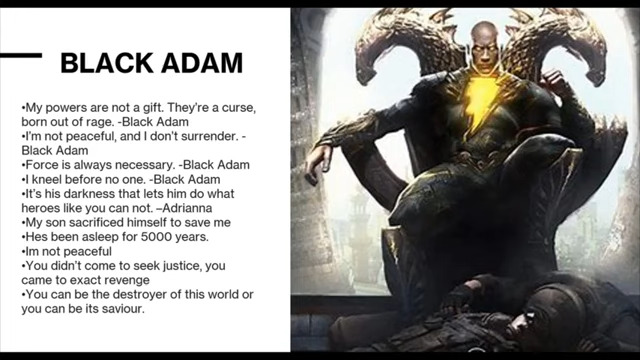 BLACK ADAM
•My powers are not a gift. They're a curse,
born out of rage. -Black Adam
•I'm not peaceful, and I don't surrender. -
Black Adam
•Force is always necessary. -Black Adam
•I kneel before no one. -Black Adam
•It's his darkness that lets him do what
heroes like you can not. –Adrianna
•My son sacrificed himself to save me
•Hes been asleep for 5000 years.
•Im not peaceful
•You didn't come to seek justice, you
came to exact revenge
•You can be the destroyer of this world or
you can be its saviour.